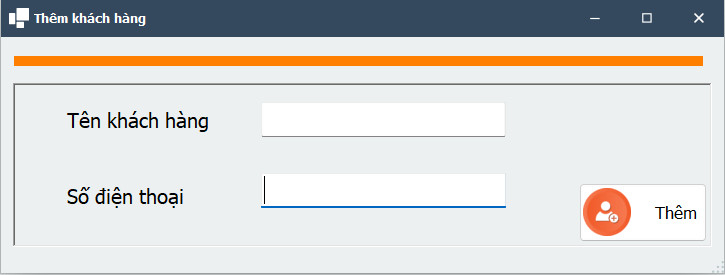 Thêm khách hàng
Tên khách hàng
Số điện thoại
Thêm